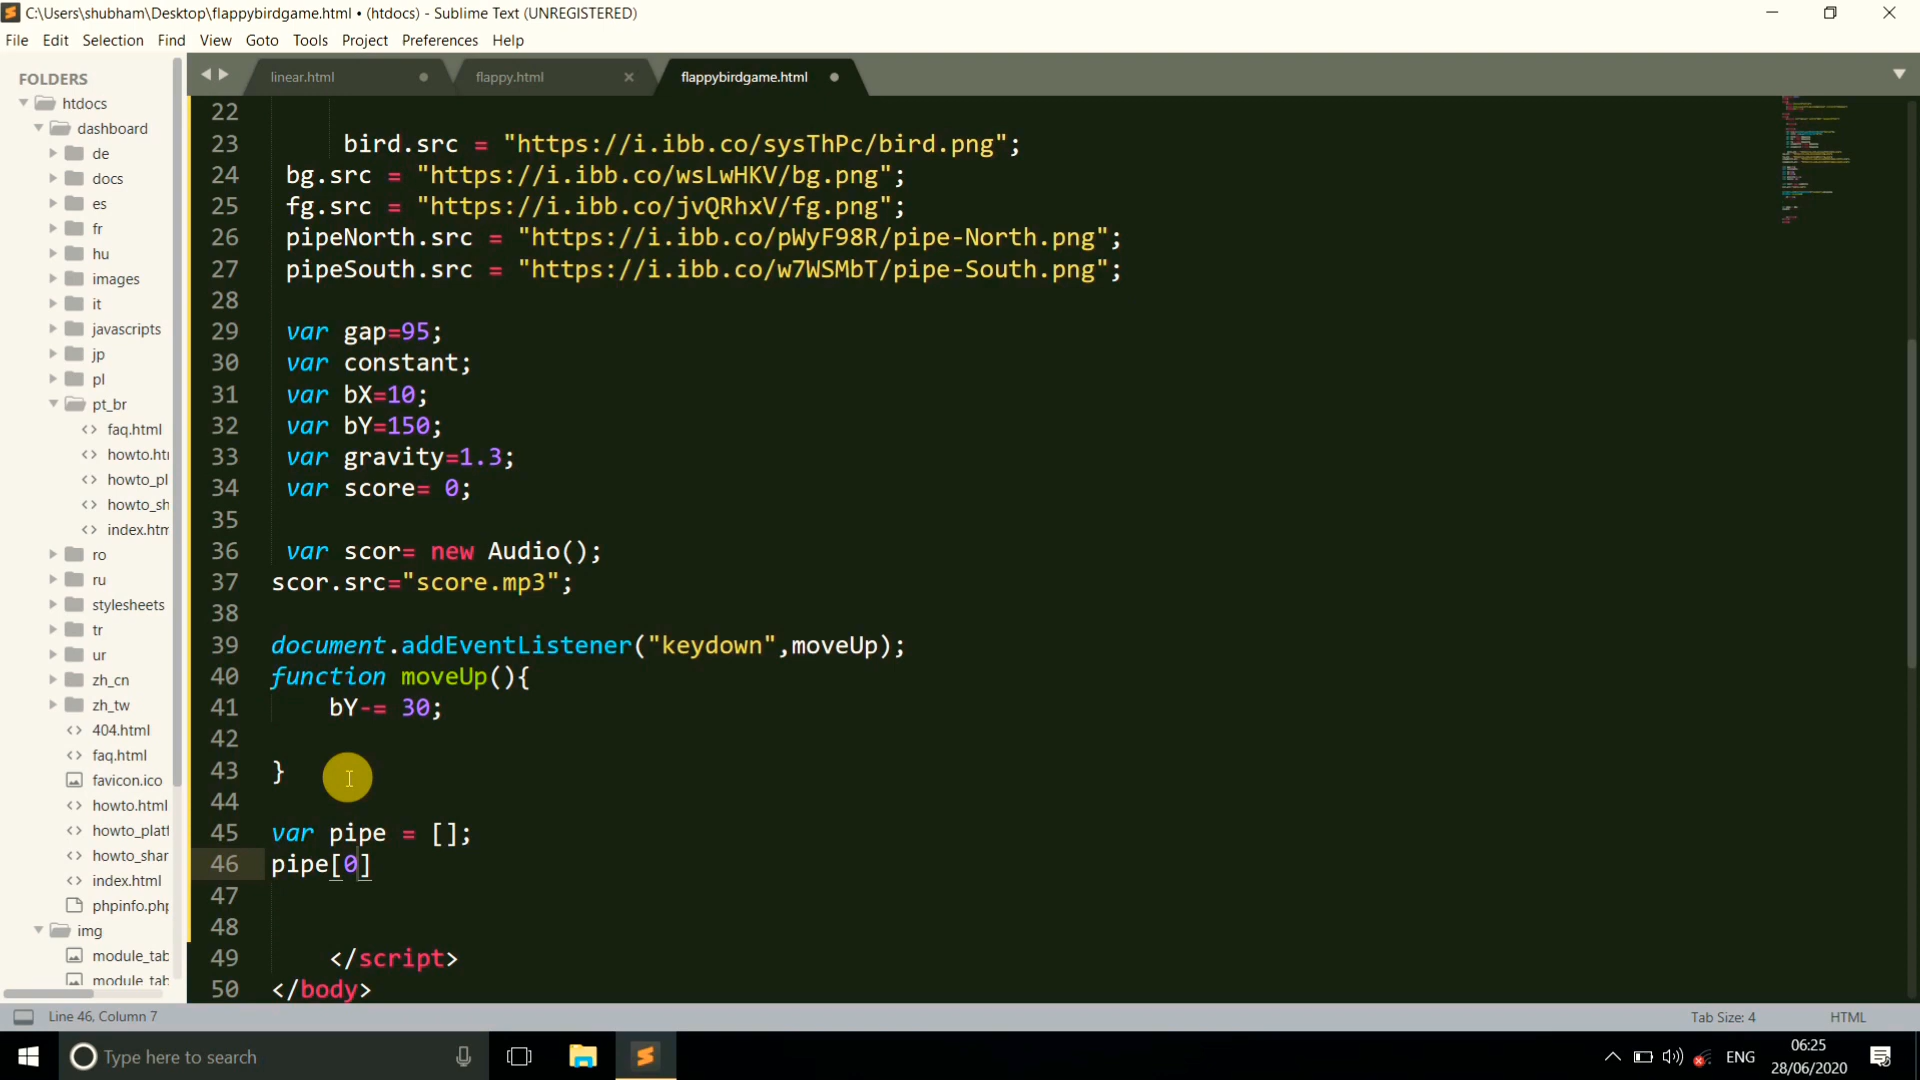 C:\Users\shubham\Desktop\flappybirdgame.html • (htdocs) - Sublime Text (UNREGISTERED)
File Edit Selection Find View Goto Tools Project Preferences Help
FOLDERS
htdocs
dashboard
de
docs
es
fr
hu
images
it
javascripts
jp
pl
pt_br
faq.html
howto.ht
howto_pl
howto_sh
index.htm
ro
ru
stylesheets
tr
ur
zh_cn
zh_tw
404.html
faq.html
favicon.ico
howto.html
howto_platf
howto_shar
index.html
phpinfo.php
img
module_tab
module_tab
linear.html flappy.html flappybirdgame.html
22
23 bird.src = "https://i.ibb.co/sysThPc/bird.png";
24 bg.src = "https://i.ibb.co/wsLwHKV/bg.png";
25 fg.src = "https://i.ibb.co/jvQRhxV/fg.png";
26 pipeNorth.src = "https://i.ibb.co/pWyF98R/pipe-North.png";
27 pipeSouth.src = "https://i.ibb.co/w7WSMbT/pipe-South.png";
28
29 var gap=95;
30 var constant;
31 var bX=10;
32 var bY=150;
33 var gravity=1.3;
34 var score= 0;
35
36 var scor= new Audio();
37 scor.src="score.mp3";
38
39 document.addEventListener("keydown",moveUp);
40 function moveUp(){
41 bY-= 30;
42
43 }
44
45 var pipe = [];
46 pipe[0]
47
48
49 </script>
50 </body>
Line 46, Column 7 Tab Size: 4 HTML
Type here to search
ENG
06:25
28/06/2020